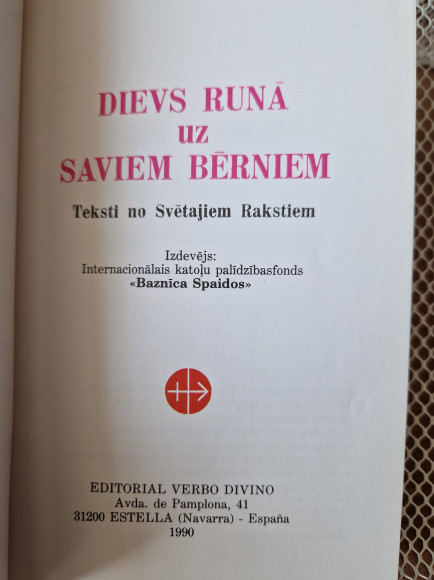 DIEVS RUNĀ
uz
SAVIEM BĒRNIEM
Teksti no Svētajiem Rakstiem
Izdevējs:
Internacionālais katoļu palīdzībasfonds
«Baznīca Spaidos»
EDITORIAL VERBO DIVINO
Avda. de Pamplona, 41
31200 ESTELLA (Navarra) - España
1990